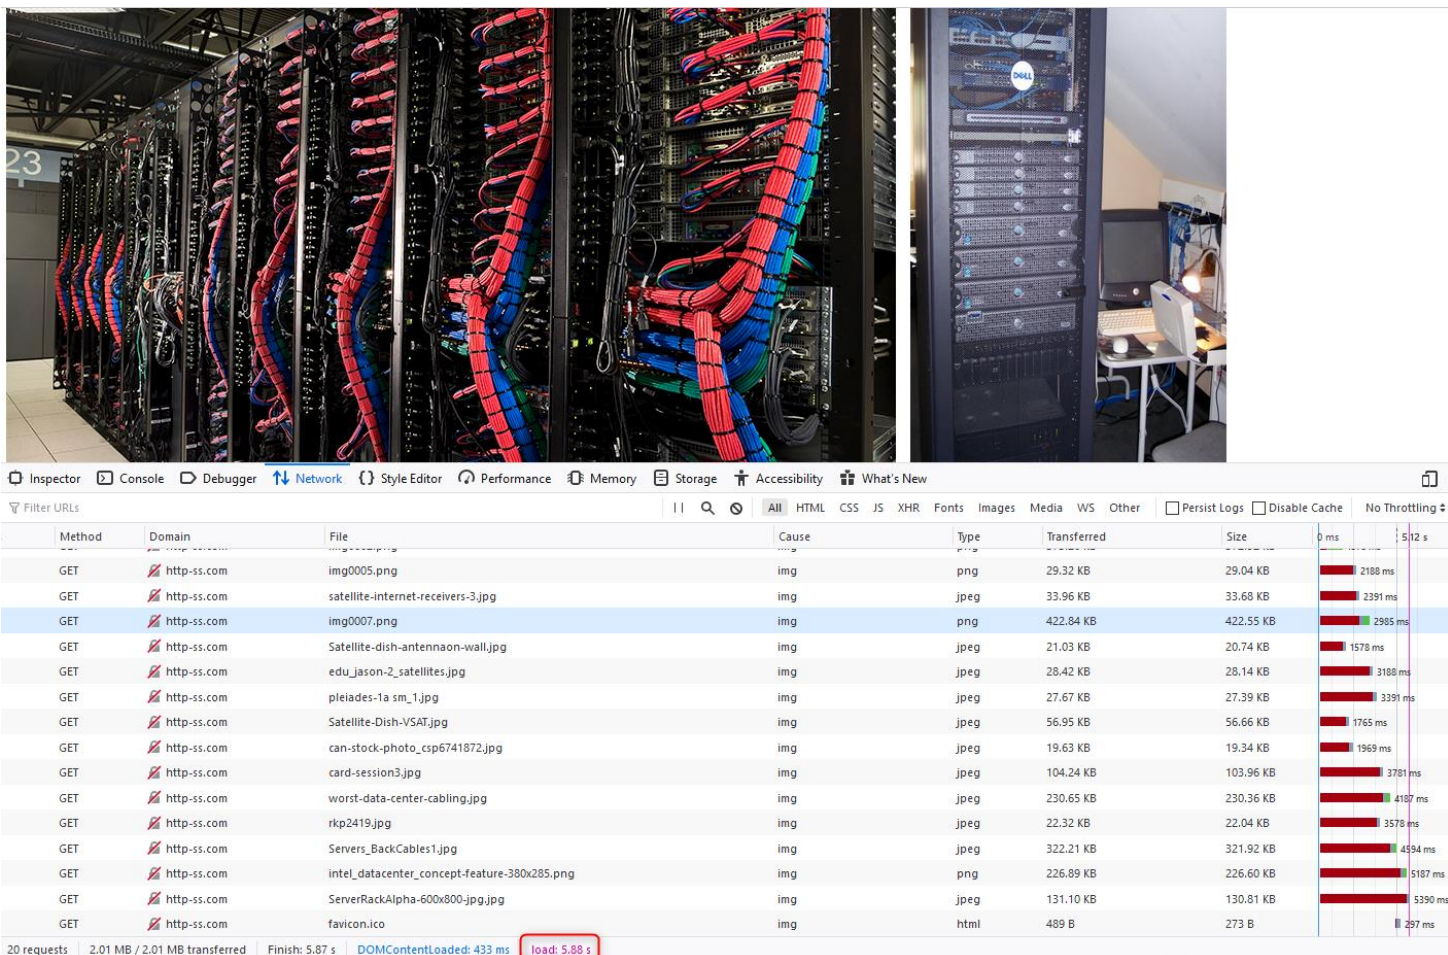 23
DELL
Inspector Console Debugger Network Style Editor Performance Memory Storage Accessibility What's New
Filter URLs All HTML CSS JS XHR Fonts Images Media WS Other Persist Logs Disable Cache No Throttling
Method Domain File Cause Type Transferred Size 0 ms 5.12 s
GET http-ss.com img0005.png img png 29.32 KB 29.04 KB 2188 ms
GET http-ss.com satellite-internet-receivers-3.jpg img jpeg 33.96 KB 33.68 KB 2391 ms
GET http-ss.com img0007.png img png 422.84 KB 422.55 KB 2985 ms
GET http-ss.com Satellite-dish-antennaon-wall.jpg img jpeg 21.03 KB 20.74 KB 1578 ms
GET http-ss.com edu_jason-2_satellites.jpg img jpeg 28.42 KB 28.14 KB 3188 ms
GET http-ss.com pleiades-1a sm_1.jpg img jpeg 27.67 KB 27.39 KB 3391 ms
GET http-ss.com Satellite-Dish-VSAT.jpg img jpeg 56.95 KB 56.66 KB 1765 ms
GET http-ss.com can-stock-photo_csp6741872.jpg img jpeg 19.63 KB 19.34 KB 1969 ms
GET http-ss.com card-session3.jpg img jpeg 104.24 KB 103.96 KB 3781 ms
GET http-ss.com worst-data-center-cabling.jpg img jpeg 230.65 KB 230.36 KB 4187 ms
GET http-ss.com rkp2419.jpg img jpeg 22.32 KB 22.04 KB 3578 ms
GET http-ss.com Servers_BackCables1.jpg img jpeg 322.21 KB 321.92 KB 4594 ms
GET http-ss.com intel_datacenter_concept-feature-380x285.png img png 226.89 KB 226.60 KB 5187 ms
GET http-ss.com ServerRackAlpha-600x800-jpg.jpg img jpeg 131.10 KB 130.81 KB 5390 ms
GET http-ss.com favicon.ico img html 489 B 273 B 297 ms
20 requests 2.01 MB / 2.01 MB transferred Finish: 5.87 s DOMContentLoaded: 433 ms load: 5.88 s